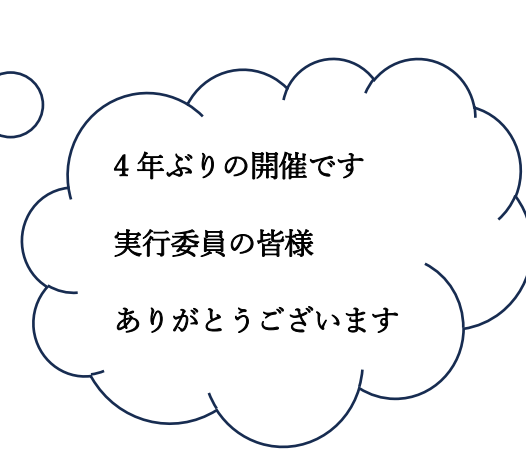 4年ぶりの開催です
実行委員の皆様
ありがとうございます